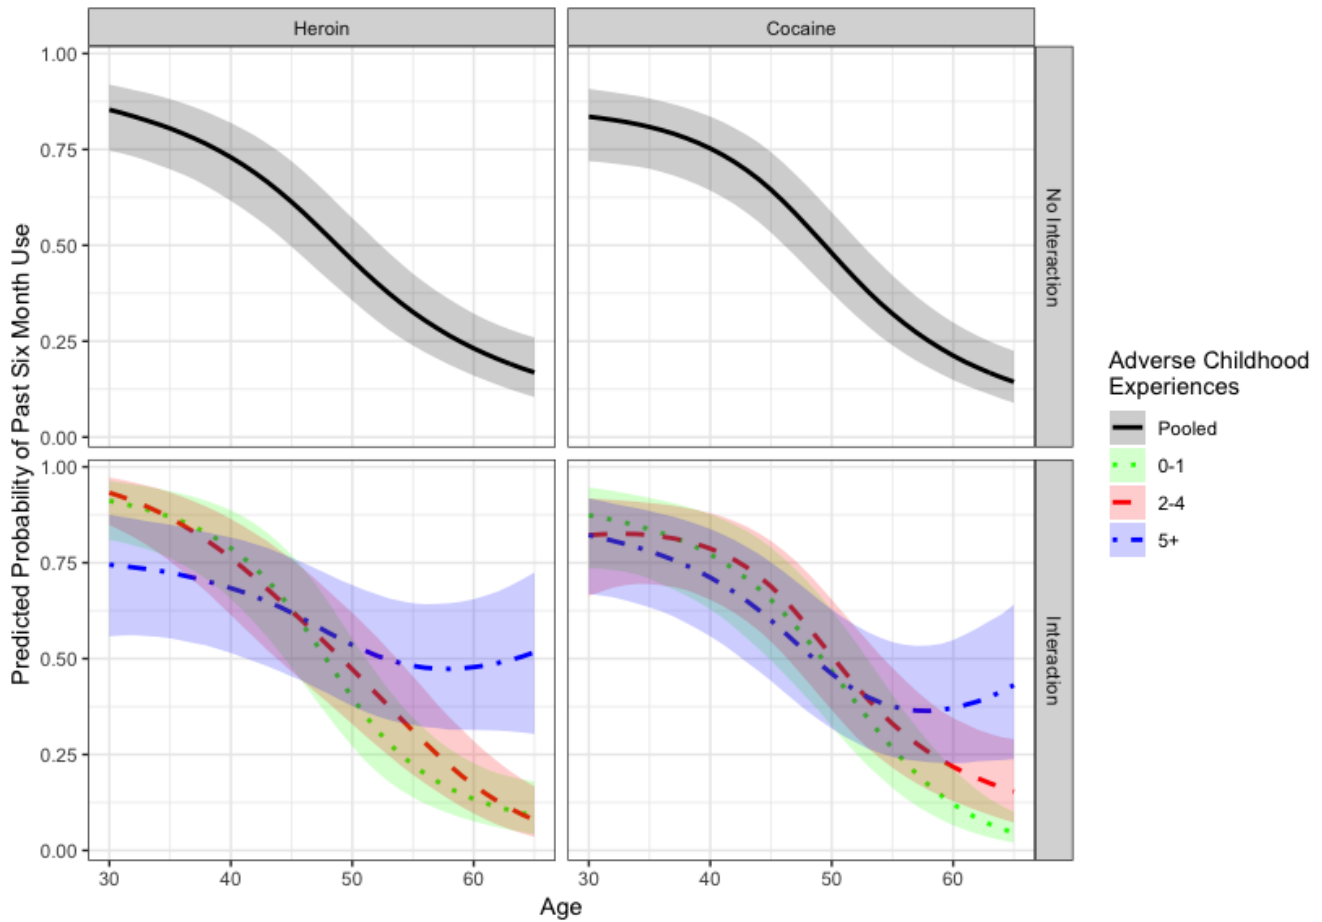 Heroin
Cocaine
1.00
0.75
0.50
0.25
0.00
No Interaction
1.00
0.75
0.50
0.25
0.00
Interaction
30
40
50
60
30
40
50
60
Age
Predicted Probability of Past Six Month Use
Adverse Childhood
Experiences
Pooled
0-1
2-4
5+